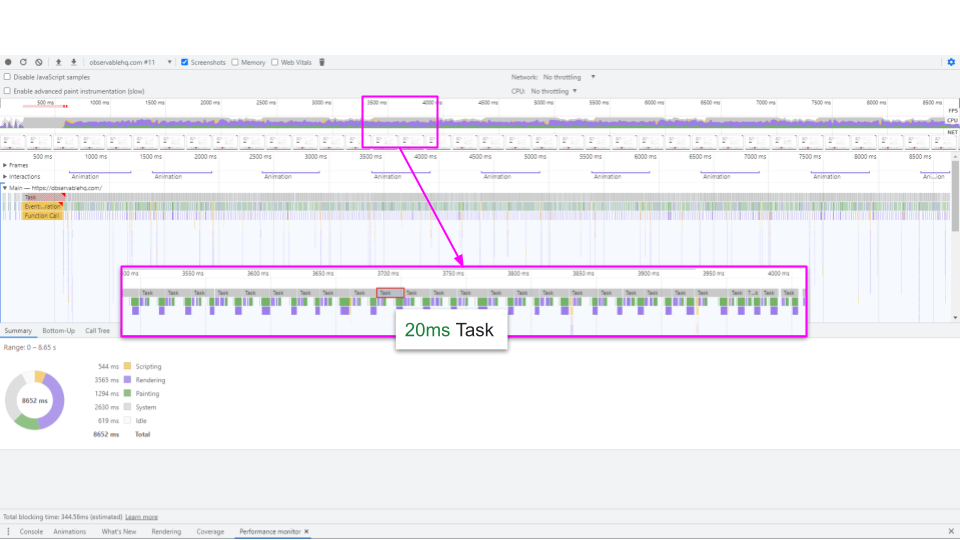 observablehq.com #11 ▼ Screenshots Memory Web Vitals
Disable JavaScript samples Network: No throttling ▼
Enable advanced paint instrumentation (slow) CPU: No throttling ▼
500 ms 1000 ms 1500 ms 2000 ms 2500 ms 3000 ms 3500 ms 4000 ms 4500 ms 5000 ms 5500 ms 6000 ms 6500 ms 7000 ms 7500 ms 8000 ms 8500 ms
FPS
CPU
NET
500 ms 1000 ms 1500 ms 2000 ms 2500 ms 3000 ms 3500 ms 4000 ms 4500 ms 5000 ms 5500 ms 6000 ms 6500 ms 7000 ms 7500 ms 8000 ms 8500 ms
Frames
Interactions Animation Animation Animation Animation Animation Animation Animation Animation Ani...ion
Main — https://observablehq.com/
Task
Event...ration
Function Call
3550 ms 3600 ms 3650 ms 3700 ms 3750 ms 3800 ms 3850 ms 3900 ms 3950 ms 4000 ms
Task Task Task Task Task Task Task Task Task Task Task Task Task Task Task Task Task Task Task Task Task Task Task Task T... Task Task
20ms Task
Summary Bottom-Up Call Tree
Range: 0 – 8.65 s
544 ms Scripting
3565 ms Rendering
1294 ms Painting
8652 ms
2630 ms System
619 ms Idle
8652 ms Total
Total blocking time: 344.56ms (estimated) Learn more
Console Animations What's New Rendering Coverage Performance monitor ×